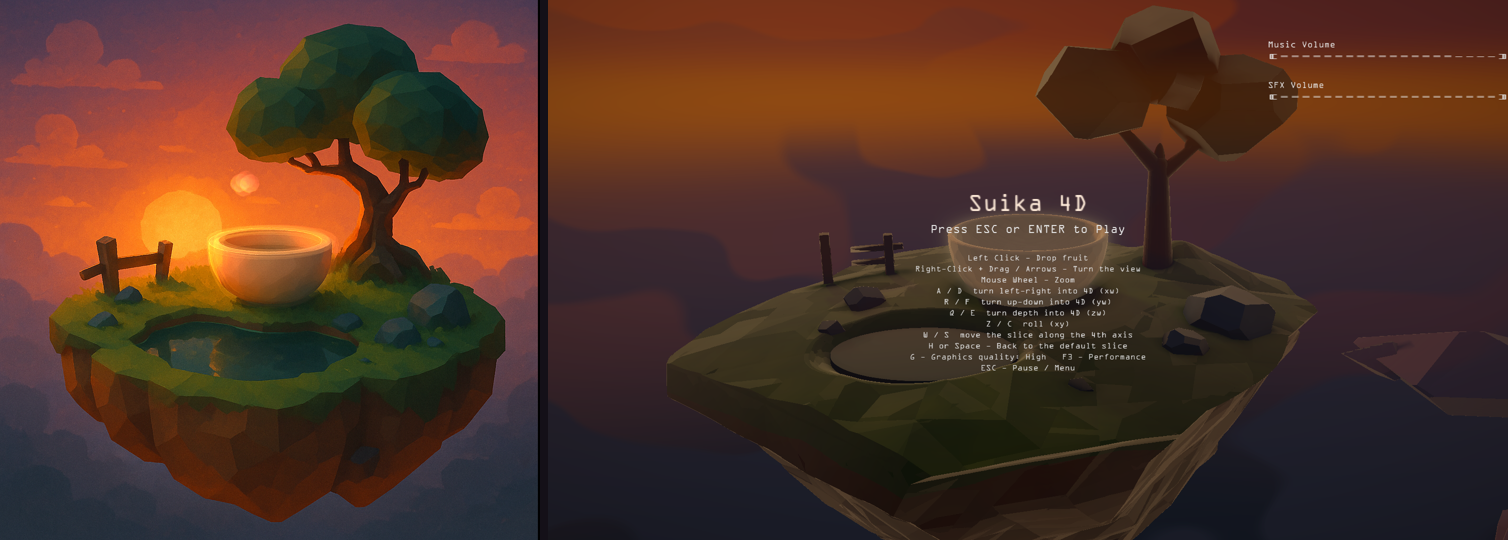 Music Volume
SFX Volume
Suika 4D
Press ESC or ENTER to Play
Left Click - Drop fruit
Right-Click + Drag / Arrows - Turn the view
Mouse Wheel - Zoom
A / D  turn left-right into 4D (xw)
R / F  turn up-down into 4D (yw)
Q / E  turn depth into 4D (zw)
Z / C  roll (xy)
W / S  move the slice along the 4th axis
H or Space - Back to the default slice
G - Graphics quality: High   F3 - Performance
ESC - Pause / Menu